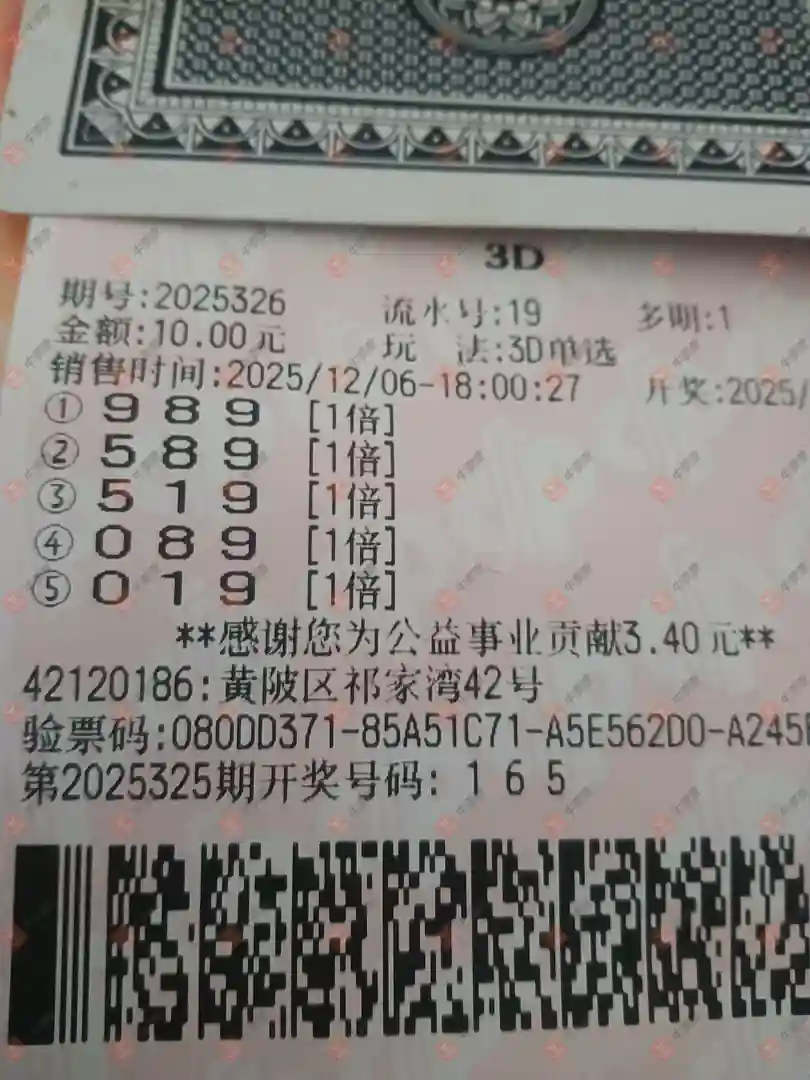 3D
期号:2025326 流水号:19 多期:1
金额:10.00元 玩 法:3D单选
销售时间:2025/12/06-18:00:27 开奖:2025/
① 9 8 9 [1倍]
② 5 8 9 [1倍]
③ 5 1 9 [1倍]
④ 0 8 9 [1倍]
⑤ 0 1 9 [1倍]
**感谢您为公益事业贡献3.40元**
42120186:黄陂区祁家湾42号
验票码:080DD371-85A51C71-A5E562D0-A245
第2025325期开奖号码: 1 6 5